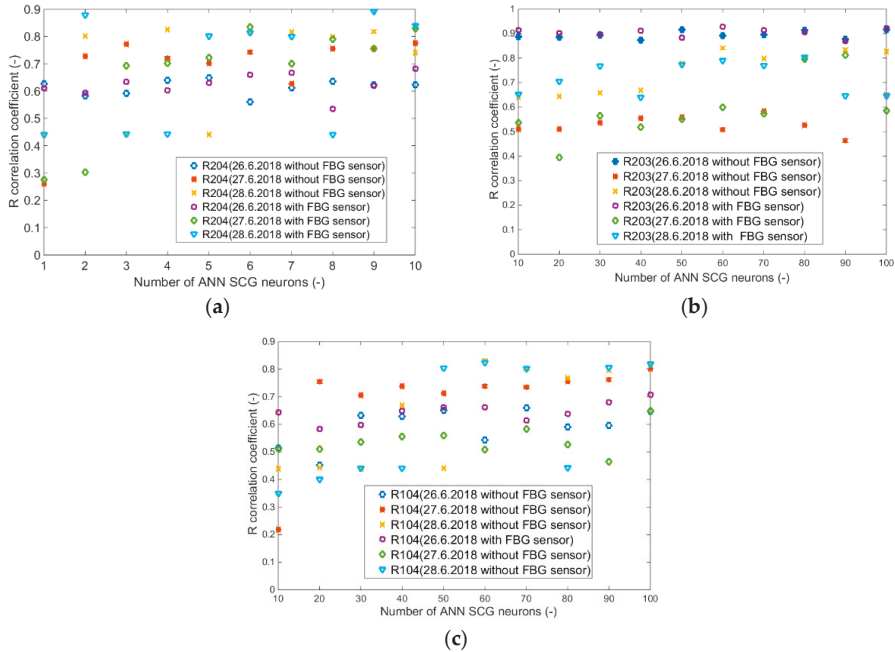 1
0.9
0.8
0.7
0.6
0.5
0.4
0.3
0.2
0.1
0
R correlation coefficient (-)
R204(26.6.2018 without FBG sensor)
R204(27.6.2018 without FBG sensor)
R204(28.6.2018 without FBG sensor)
R204(26.6.2018 with FBG sensor)
R204(27.6.2018 with FBG sensor)
R204(28.6.2018 with FBG sensor)
1 2 3 4 5 6 7 8 9 10
Number of ANN SCG neurons (-)
(a)
1
0.9
0.8
0.7
0.6
0.5
0.4
0.3
0.2
0.1
0
R correlation coefficient (-)
R203(26.6.2018 without FBG sensor)
R203(27.6.2018 without FBG sensor)
R203(28.6.2018 without FBG sensor)
R203(26.6.2018 with FBG sensor)
R203(27.6.2018 with FBG sensor)
R203(28.6.2018 with FBG sensor)
10 20 30 40 50 60 70 80 90 100
Number of ANN SCG neurons (-)
(b)
0.9
0.8
0.7
0.6
0.5
0.4
0.3
0.2
0.1
0
R correlation coefficient (-)
R104(26.6.2018 without FBG sensor)
R104(27.6.2018 without FBG sensor)
R104(28.6.2018 without FBG sensor)
R104(26.6.2018 with FBG sensor)
R104(27.6.2018 without FBG sensor)
R104(28.6.2018 without FBG sensor)
10 20 30 40 50 60 70 80 90 100
Number of ANN SCG neurons (-)
(c)